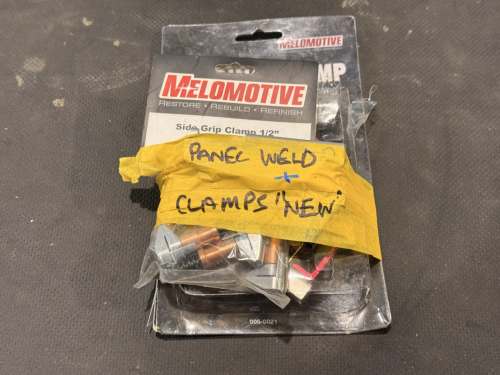 MELOMOTIVE
MELOMOTIVE
RESTORE • REBUILD • REFINISH
Side Grip Clamp 1/2"
PANEL WELD
+
CLAMPS "NEW"